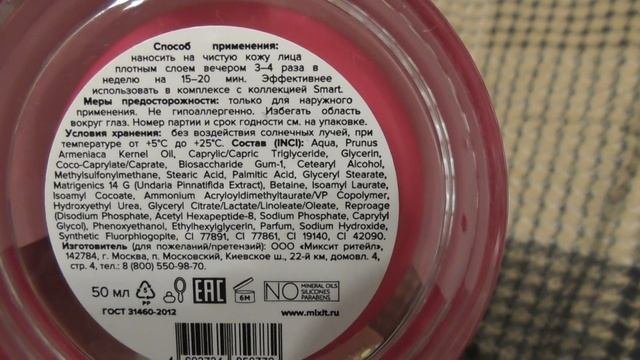 Способ применения:
наносить на чистую кожу лица
плотным слоем вечером 3–4 раза в
неделю на 15–20 мин. Эффективнее
использовать в комплексе с коллекцией Smart.
Меры предосторожности: только для наружного
применения. Не гипоаллергенно. Избегать область
вокруг глаз. Номер партии и срок годности см. на упаковке.
Условия хранения: без воздействия солнечных лучей, при
температуре от +5°C до +25°C. Состав (INCI): Aqua, Prunus
Armeniaca Kernel Oil, Caprylic/Capric Triglyceride, Glycerin,
Coco-Caprylate/Caprate, Biosaccharide Gum-1, Cetearyl Alcohol,
Methylsulfonylmethane, Stearic Acid, Palmitic Acid, Glyceryl Stearate,
Matrigenics 14 G (Undaria Pinnatifida Extract), Betaine, Isoamyl Laurate,
Isoamyl Cocoate, Ammonium Acryloyldimethyltaurate/VP Copolymer,
Hydroxyethyl Urea, Glyceryl Citrate/Lactate/Linoleate/Oleate, Reproage
(Disodium Phosphate, Acetyl Hexapeptide-8, Sodium Phosphate, Caprylyl
Glycol), Phenoxyethanol, Ethylhexylglycerin, Parfum, Sodium Hydroxide,
Synthetic Fluorphlogopite, CI 77891, CI 77861, CI 19140, CI 42090.
Изготовитель (для пожеланий/претензий): ООО «Миксит ритейл»,
142784, г. Москва, п. Московский, Киевское ш., 22-й км, домовл. 4,
стр. 4, тел.: 8 (800) 550-98-70.
50 мл PP EAC 6M NO MINERAL OILS
SILICONES
PARABENS
ГОСТ 31460-2012 www.mixit.ru